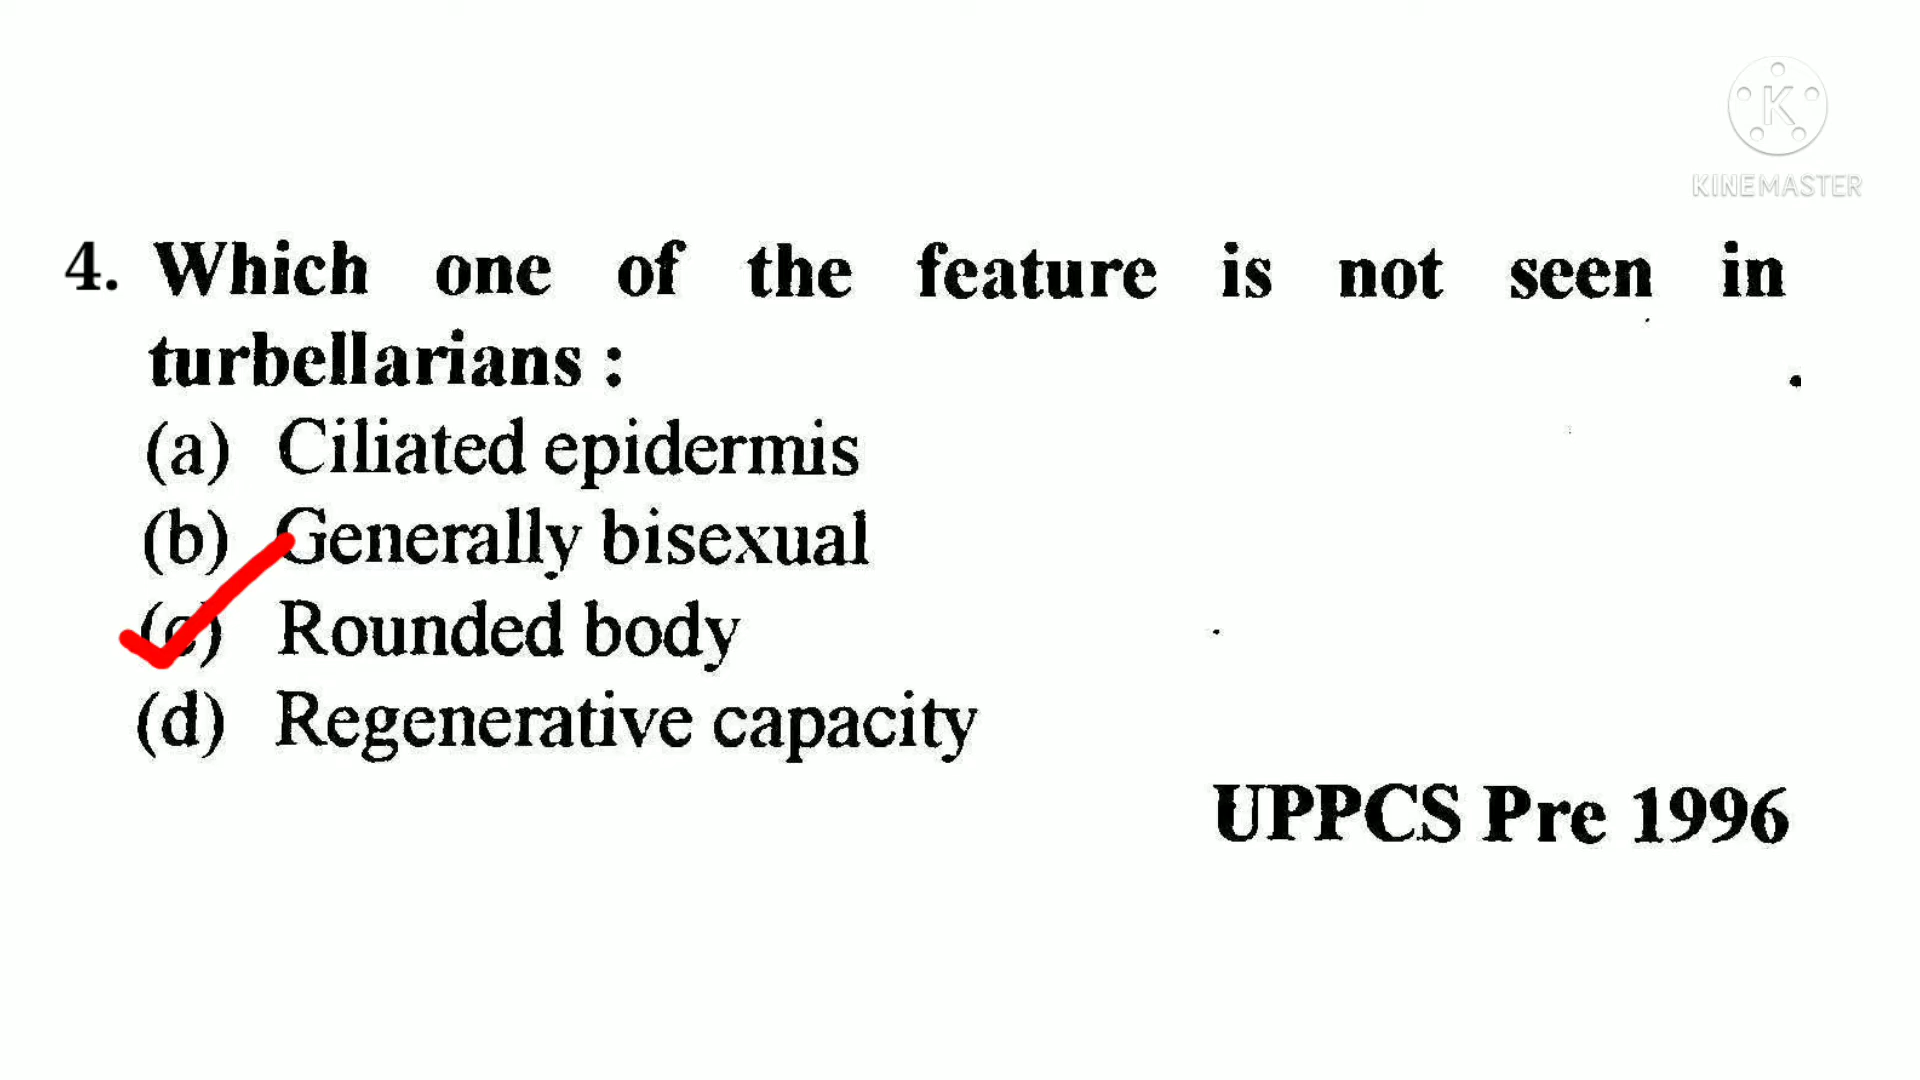 KINEMASTER
4. Which one of the feature is not seen in
turbellarians :
(a) Ciliated epidermis
(b) Generally bisexual
(c) Rounded body
(d) Regenerative capacity
UPPCS Pre 1996